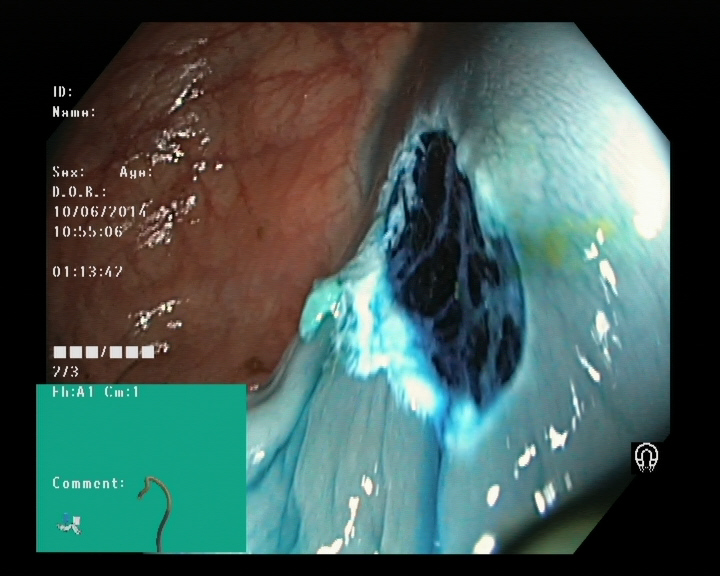 ID:
Name:
Sex: Age:
D.O.B.:
10/06/2014
10:55:06
01:13:42
■■■/■■■
2/3
Eh:A1 Cm:1
Comment: